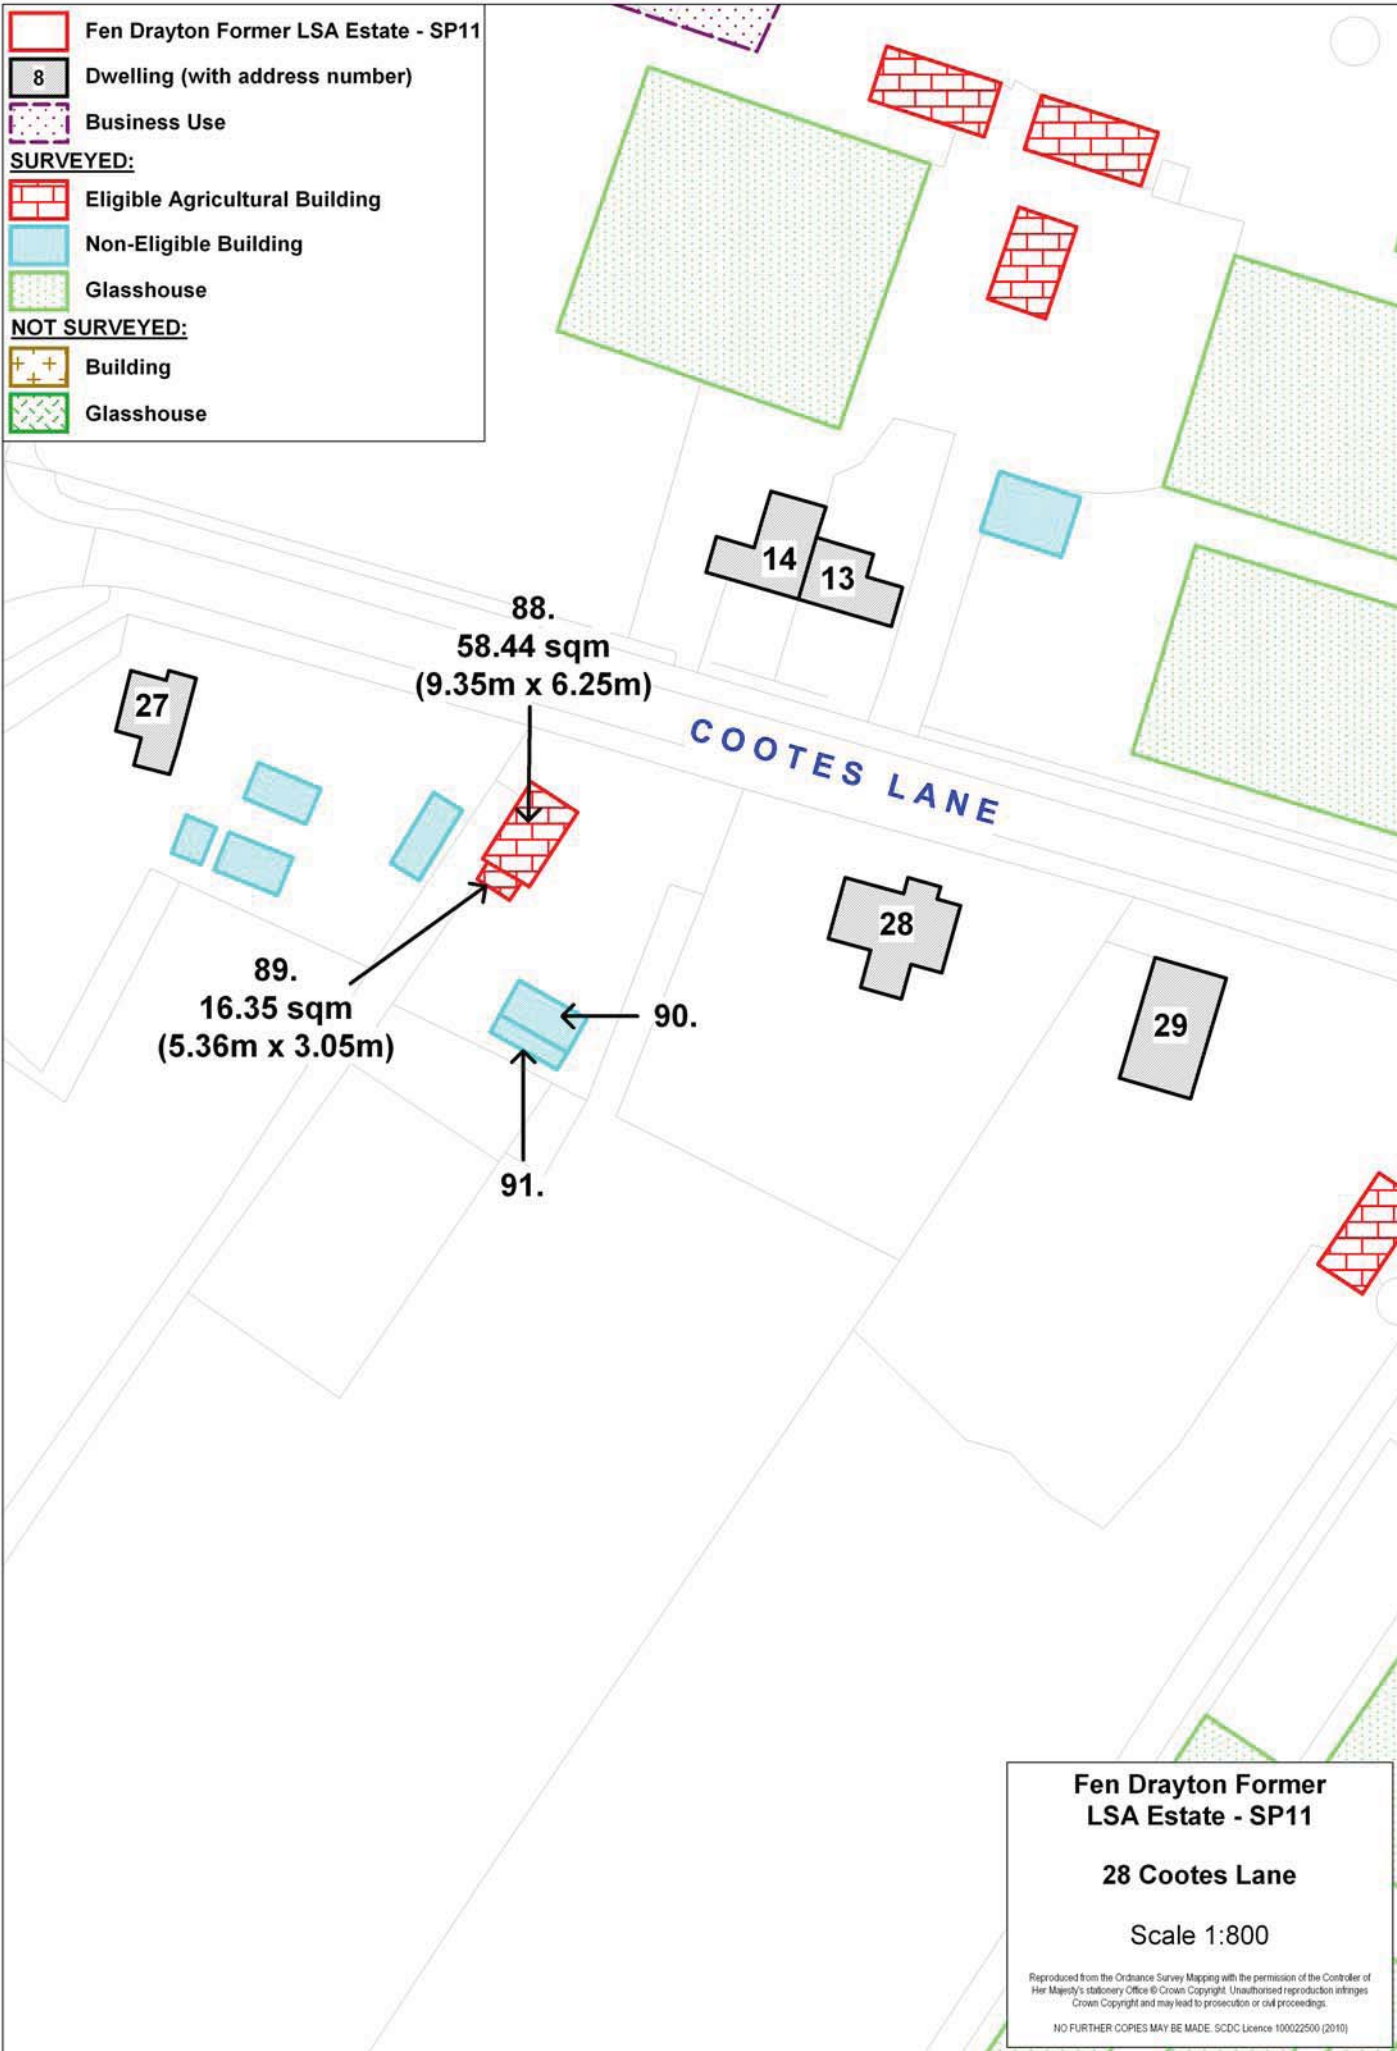 Fen Drayton Former LSA Estate - SP11
8 Dwelling (with address number)
Business Use
SURVEYED:
Eligible Agricultural Building
Non-Eligible Building
Glasshouse
NOT SURVEYED:
Building
Glasshouse
14
13
88.
58.44 sqm
(9.35m x 6.25m)
27
COOTES LANE
28
29
89.
16.35 sqm
(5.36m x 3.05m)
90.
91.
Fen Drayton Former
LSA Estate - SP11
28 Cootes Lane
Scale 1:800
Reproduced from the Ordnance Survey Mapping with the permission of the Controller of
Her Majesty's stationery Office © Crown Copyright. Unauthorised reproduction infringes
Crown Copyright and may lead to prosecution or civil proceedings.
NO FURTHER COPIES MAY BE MADE. SCDC Licence 100022500 (2010)